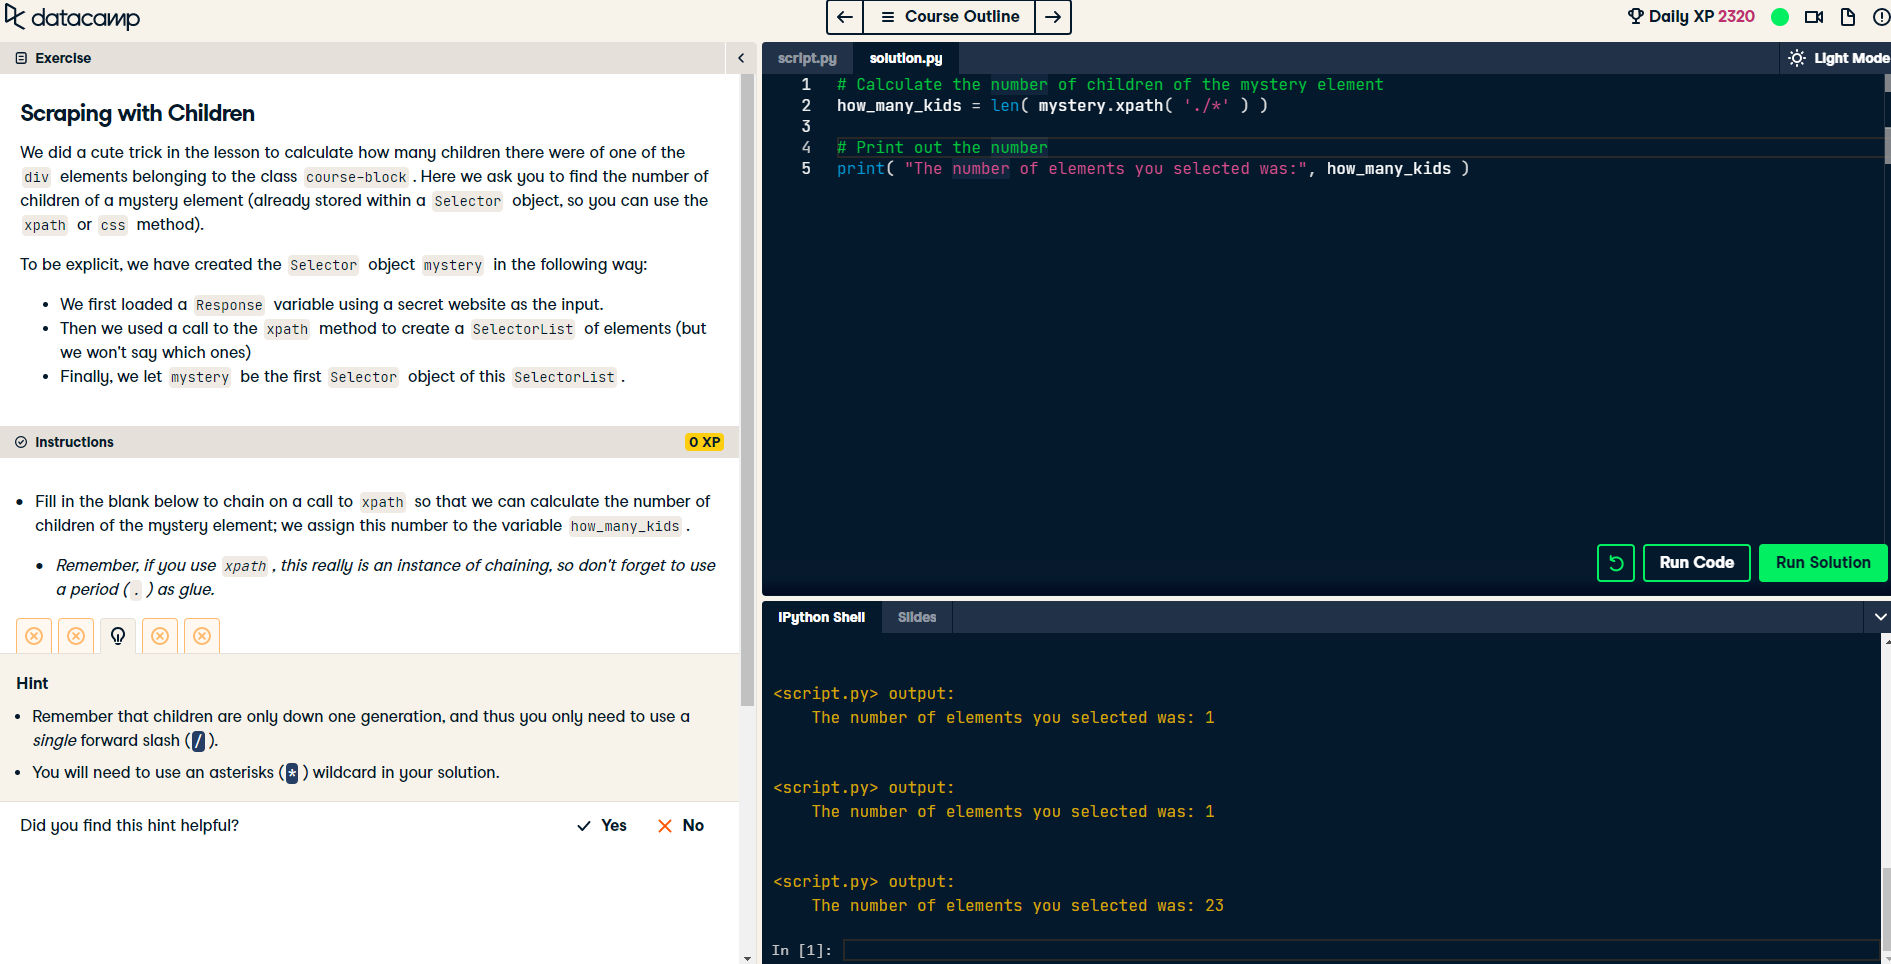 datacamp
Course Outline
Daily XP 2320
Exercise
Scraping with Children
We did a cute trick in the lesson to calculate how many children there were of one of the
div elements belonging to the class course-block. Here we ask you to find the number of
children of a mystery element (already stored within a Selector object, so you can use the
xpath or css method).
To be explicit, we have created the Selector object mystery in the following way:
• We first loaded a Response variable using a secret website as the input.
• Then we used a call to the xpath method to create a SelectorList of elements (but
we won't say which ones)
• Finally, we let mystery be the first Selector object of this SelectorList.
Instructions
0 XP
• Fill in the blank below to chain on a call to xpath so that we can calculate the number of
children of the mystery element; we assign this number to the variable how_many_kids.
• Remember, if you use xpath, this really is an instance of chaining, so don't forget to use
a period (.) as glue.
Hint
• Remember that children are only down one generation, and thus you only need to use a
single forward slash (/).
• You will need to use an asterisks (*) wildcard in your solution.
Did you find this hint helpful?
Yes
No
script.py
solution.py
Light Mode
1 # Calculate the number of children of the mystery element
2 how_many_kids = len( mystery.xpath( './*' ) )
3
4 # Print out the number
5 print( "The number of elements you selected was:", how_many_kids )
Run Code
Run Solution
IPython Shell
Slides
<script.py> output:
The number of elements you selected was: 1
<script.py> output:
The number of elements you selected was: 1
<script.py> output:
The number of elements you selected was: 23
In [1]: